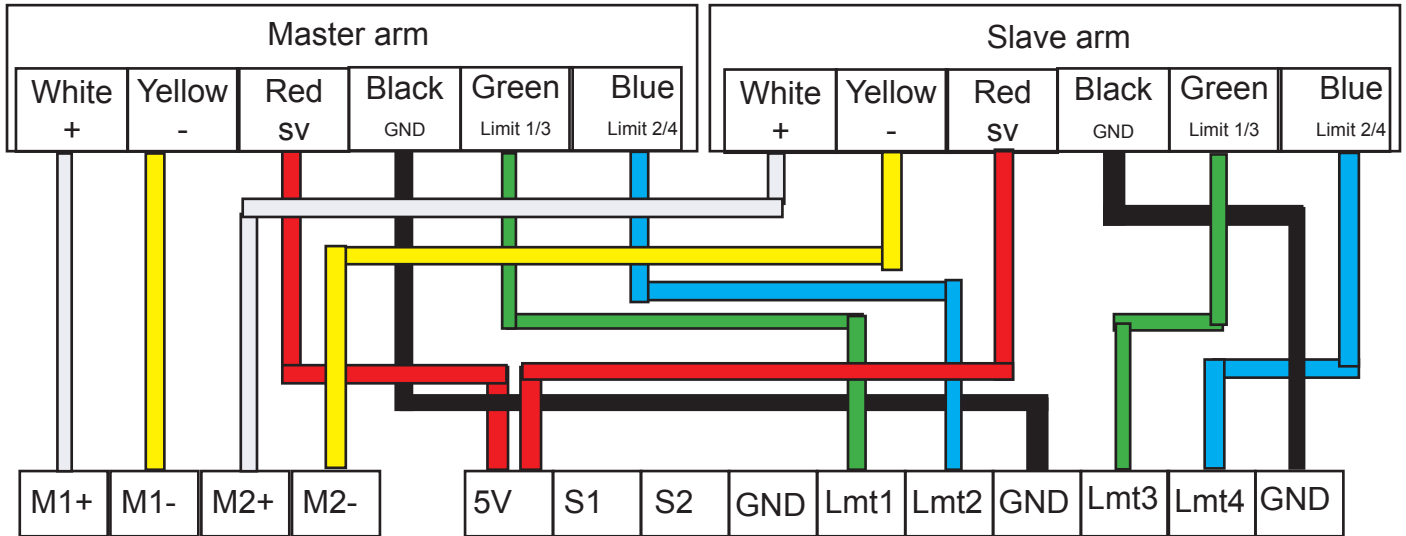 Master arm
Slave arm
White Yellow Red Black Green Blue
+ - sv GND Limit 1/3 Limit 2/4
White Yellow Red Black Green Blue
+ - sv GND Limit 1/3 Limit 2/4
M1+ M1- M2+ M2-
5V S1 S2 GND Lmt1 Lmt2 GND Lmt3 Lmt4 GND